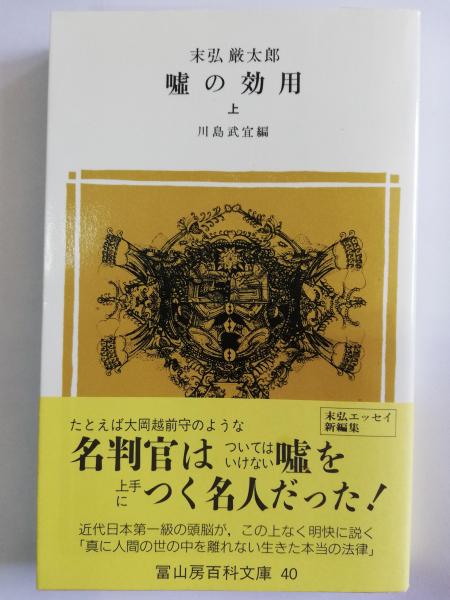 末弘厳太郎
嘘の効用
上
川島武宜編
たとえば大岡越前守のような
末弘エッセイ
新編集
名判官はついてはいけない嘘を
上手につく名人だった!
近代日本第一級の頭脳が，この上なく明快に説く
「真に人間の世の中を離れない生きた本当の法律」
冨山房百科文庫 40